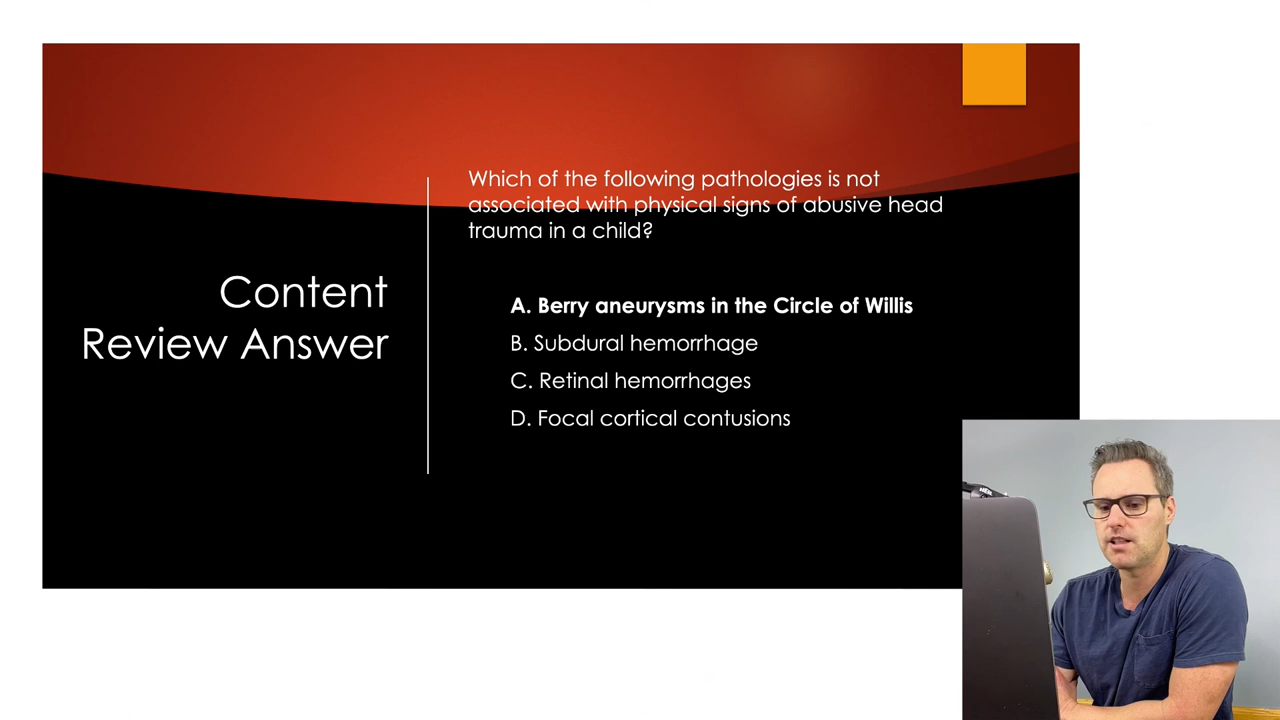 Content
Review Answer
Which of the following pathologies is not
associated with physical signs of abusive head
trauma in a child?
A. Berry aneurysms in the Circle of Willis
B. Subdural hemorrhage
C. Retinal hemorrhages
D. Focal cortical contusions